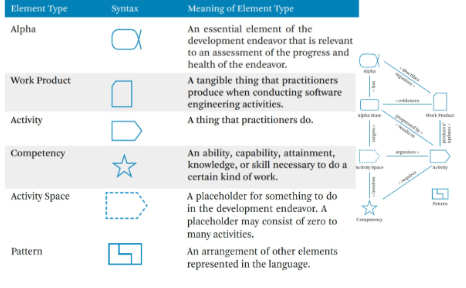 Element Type Syntax Meaning of Element Type
Alpha
An essential element of the
development endeavor that is relevant
to an assessment of the progress and
health of the endeavor.
Work Product
A tangible thing that practitioners
produce when conducting software
engineering activities.
Activity
A thing that practitioners do.
Competency
An ability, capability, attainment,
knowledge, or skill necessary to do a
certain kind of work.
Activity Space
A placeholder for something to do
in the development endeavor. A
placeholder may consist of zero to
many activities.
Pattern
An arrangement of other elements
represented in the language.
Alpha
< describes
organizes >
< has
Alpha State
< evidences
Work Product
targets >
Activity Space
organizes >
Activity
< requires
Competency
Pattern